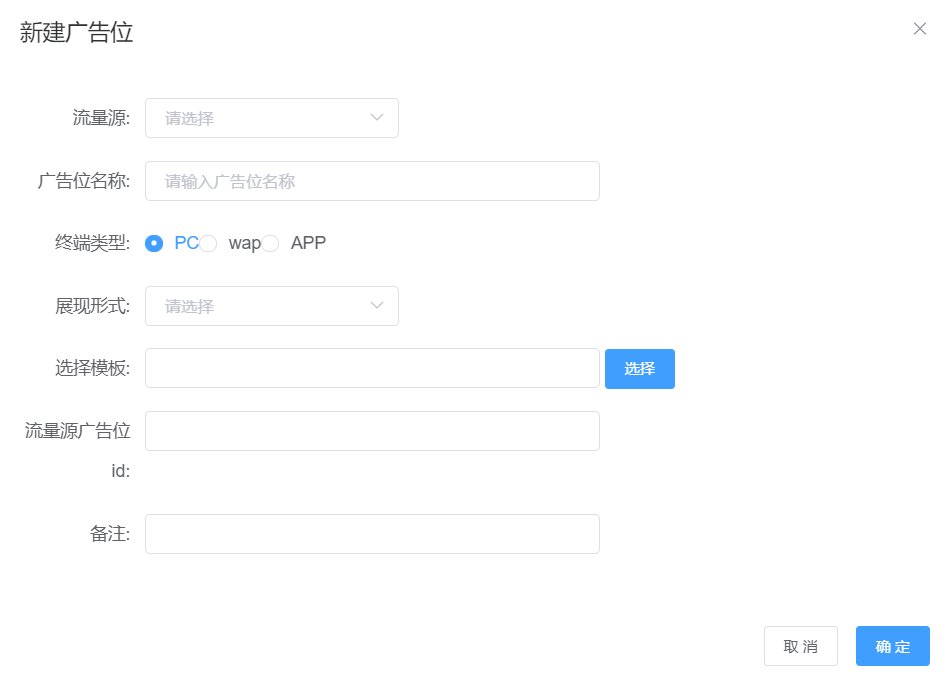 新建广告位
流量源: 请选择
广告位名称: 请输入广告位名称
终端类型: PC wap APP
展现形式: 请选择
选择模板: 选择
流量源广告位
id:
备注:
取 消 确 定